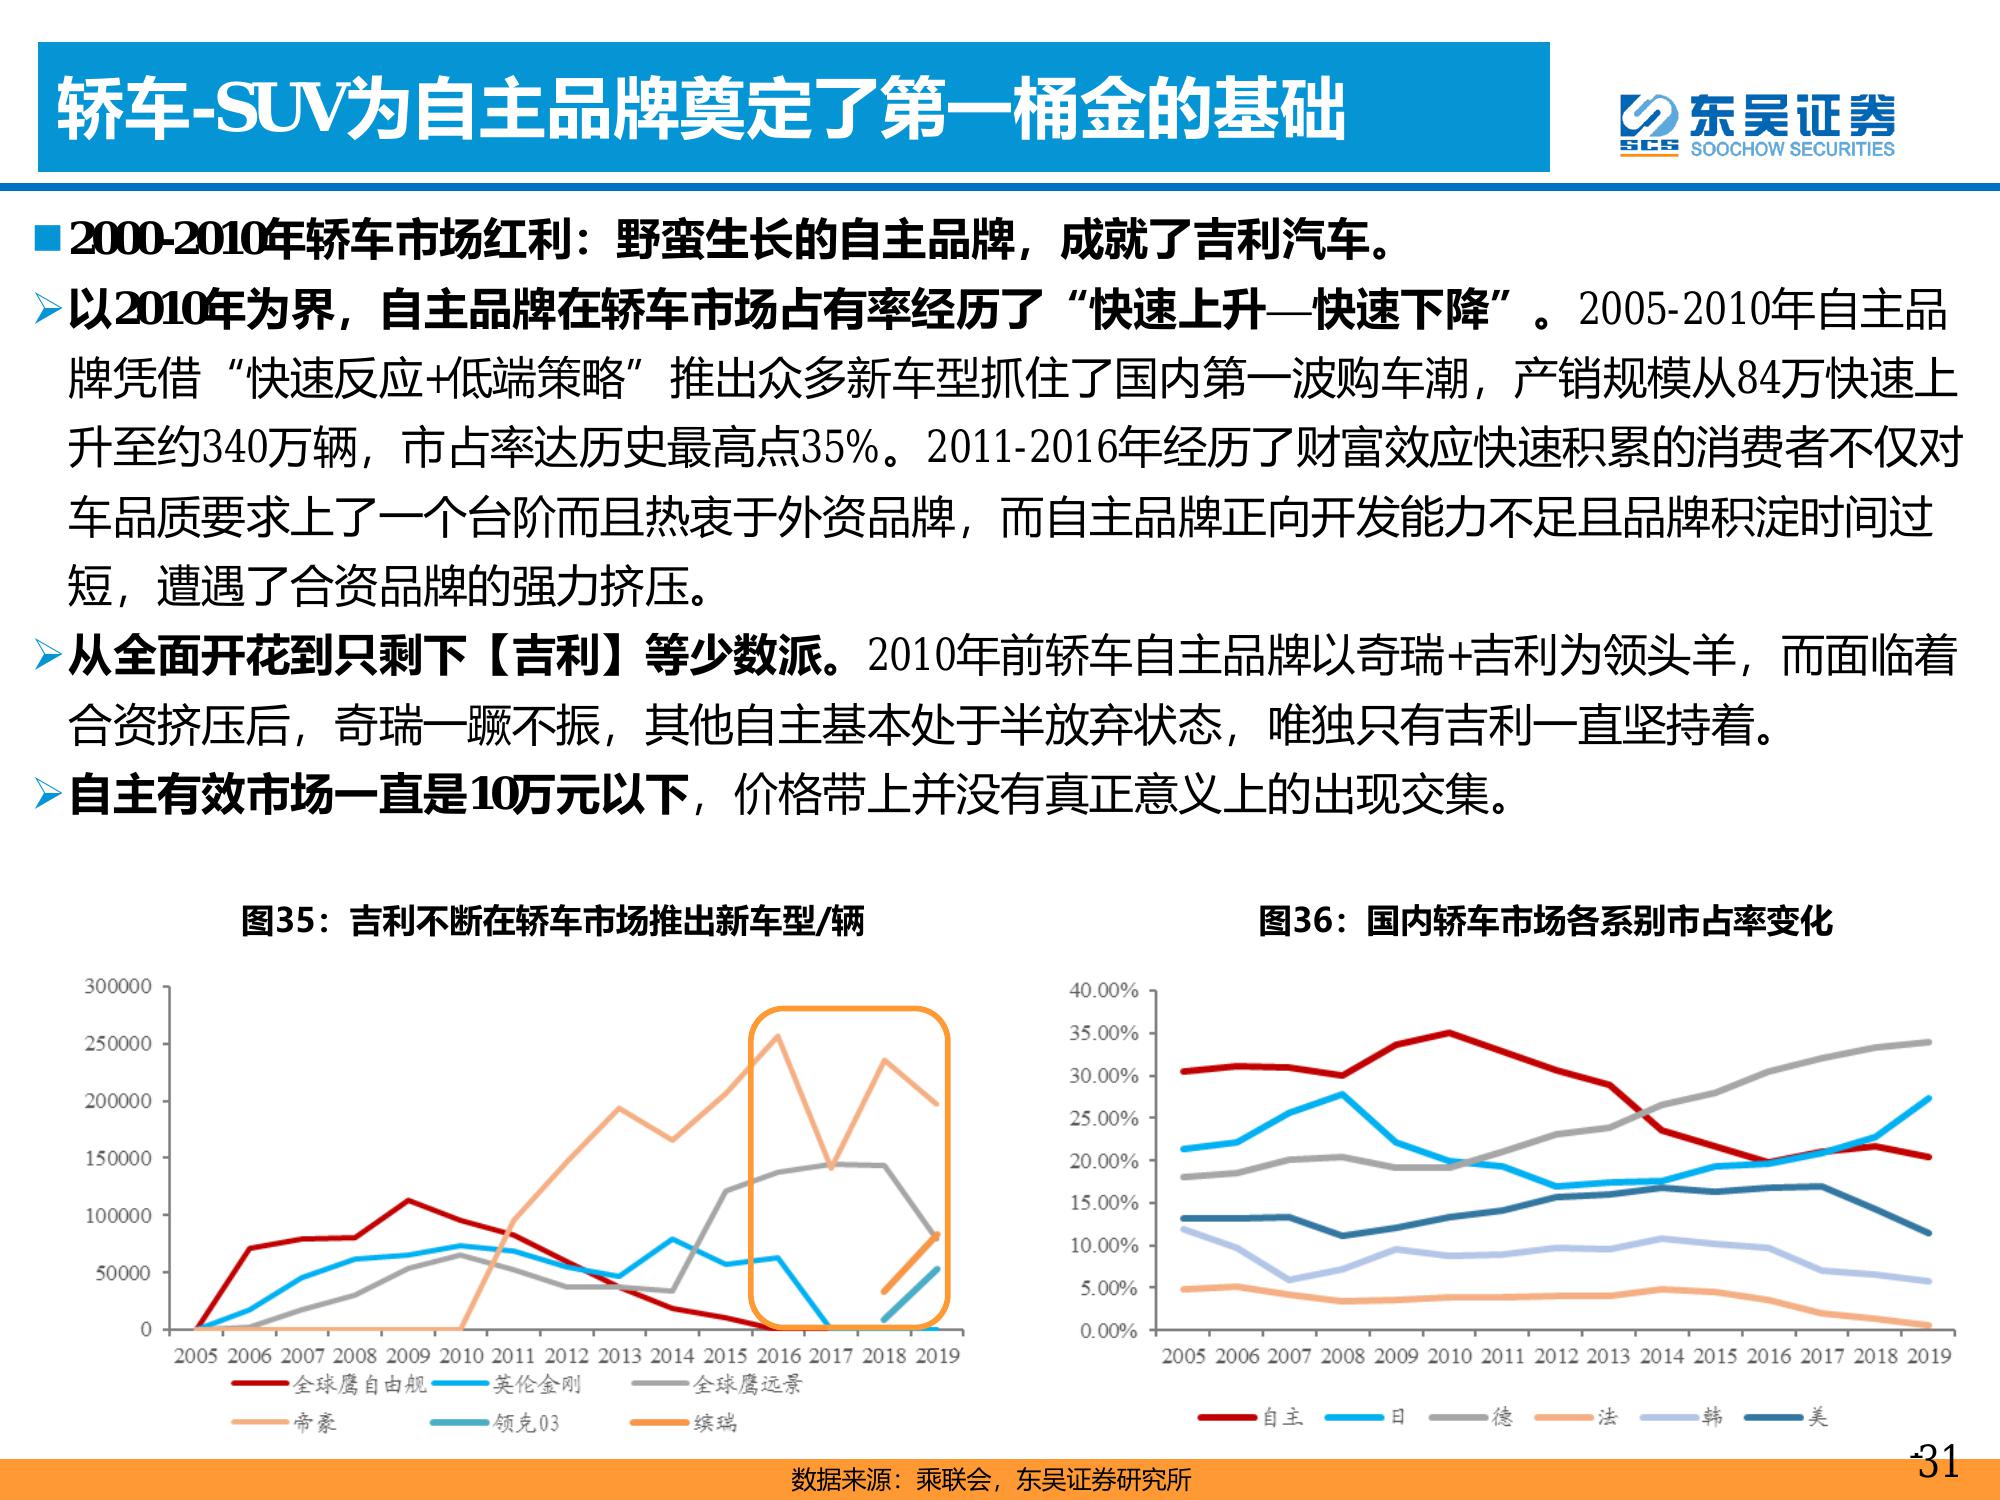 轿车-SUV为自主品牌奠定了第一桶金的基础
东吴证券
SCS
SOOCHOW SECURITIES
2000-2010年轿车市场红利：野蛮生长的自主品牌，成就了吉利汽车。
以2010年为界，自主品牌在轿车市场占有率经历了“快速上升—快速下降”。2005-2010年自主品
牌凭借“快速反应+低端策略”推出众多新车型抓住了国内第一波购车潮，产销规模从84万快速上
升至约340万辆，市占率达历史最高点35%。2011-2016年经历了财富效应快速积累的消费者不仅对
车品质要求上了一个台阶而且热衷于外资品牌，而自主品牌正向开发能力不足且品牌积淀时间过
短，遭遇了合资品牌的强力挤压。
从全面开花到只剩下【吉利】等少数派。2010年前轿车自主品牌以奇瑞+吉利为领头羊，而面临着
合资挤压后，奇瑞一蹶不振，其他自主基本处于半放弃状态，唯独只有吉利一直坚持着。
自主有效市场一直是10万元以下，价格带上并没有真正意义上的出现交集。
图35：吉利不断在轿车市场推出新车型/辆
300000
250000
200000
150000
100000
50000
0
2005 2006 2007 2008 2009 2010 2011 2012 2013 2014 2015 2016 2017 2018 2019
全球鹰自由舰 英伦金刚 全球鹰远景
帝豪 领克03 缤瑞
图36：国内轿车市场各系别市占率变化
40.00%
35.00%
30.00%
25.00%
20.00%
15.00%
10.00%
5.00%
0.00%
2005 2006 2007 2008 2009 2010 2011 2012 2013 2014 2015 2016 2017 2018 2019
自主 日 德 法 韩 美
数据来源：乘联会，东吴证券研究所
-31